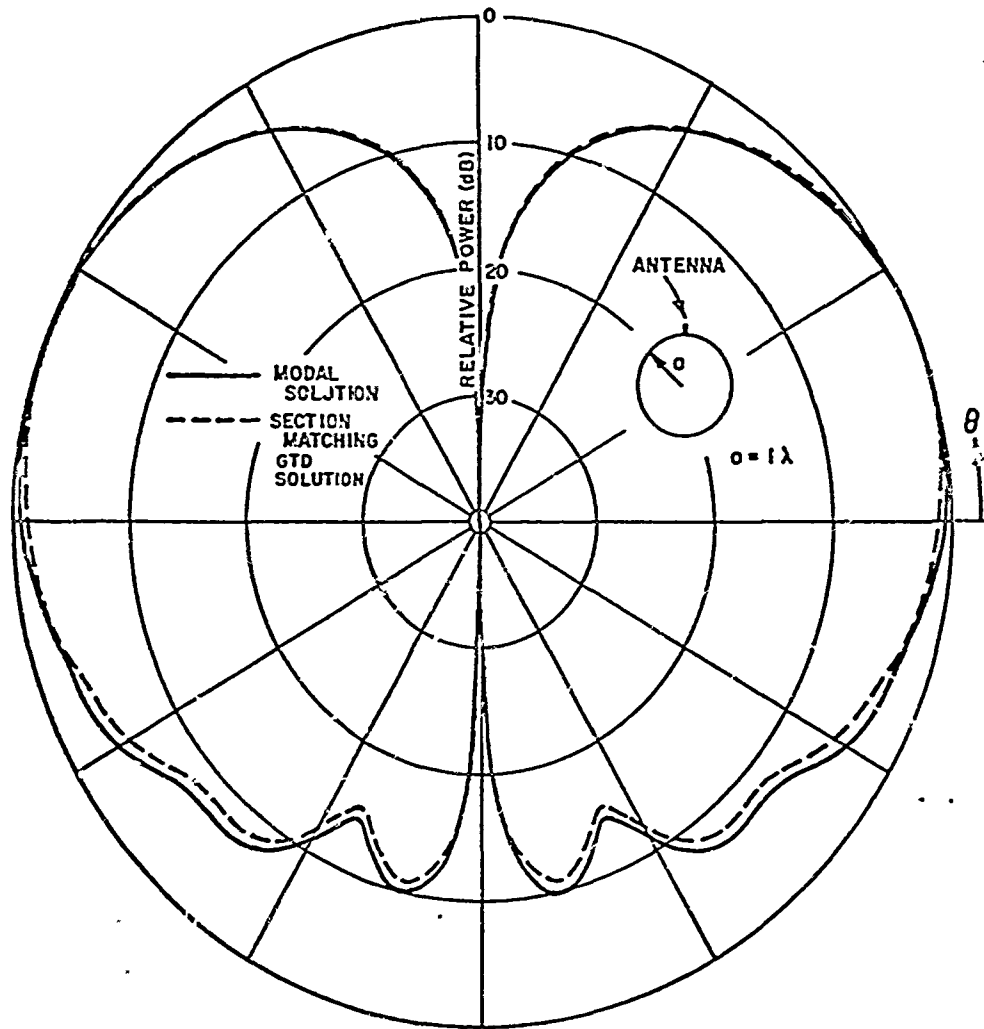 0
10
RELATIVE POWER (dB)
20
30
ANTENNA
a
a = 1λ
θ
MODAL
SOLUTION
SECTION
MATCHING
GTD
SOLUTION